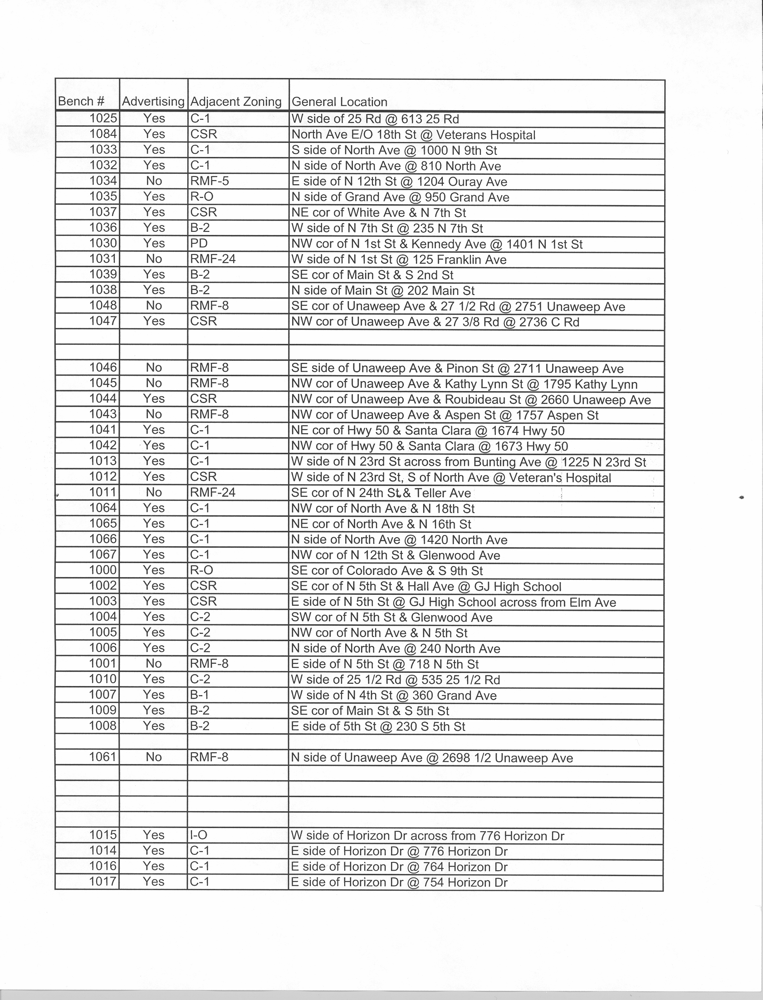 Bench # Advertising Adjacent Zoning General Location
1025 Yes C-1 W side of 25 Rd @ 613 25 Rd
1084 Yes CSR North Ave E/O 18th St @ Veterans Hospital
1033 Yes C-1 S side of North Ave @ 1000 N 9th St
1032 Yes C-1 N side of North Ave @ 810 North Ave
1034 No RMF-5 E side of N 12th St @ 1204 Ouray Ave
1035 Yes R-O N side of Grand Ave @ 950 Grand Ave
1037 Yes CSR NE cor of White Ave & N 7th St
1036 Yes B-2 W side of N 7th St @ 235 N 7th St
1030 Yes PD NW cor of N 1st St & Kennedy Ave @ 1401 N 1st St
1031 No RMF-24 W side of N 1st St @ 125 Franklin Ave
1039 Yes B-2 SE cor of Main St & S 2nd St
1038 Yes B-2 N side of Main St @ 202 Main St
1048 No RMF-8 SE cor of Unaweep Ave & 27 1/2 Rd @ 2751 Unaweep Ave
1047 Yes CSR NW cor of Unaweep Ave & 27 3/8 Rd @ 2736 C Rd
1046 No RMF-8 SE side of Unaweep Ave & Pinon St @ 2711 Unaweep Ave
1045 No RMF-8 NW cor of Unaweep Ave & Kathy Lynn St @ 1795 Kathy Lynn
1044 Yes CSR NW cor of Unaweep Ave & Roubideau St @ 2660 Unaweep Ave
1043 No RMF-8 NW cor of Unaweep Ave & Aspen St @ 1757 Aspen St
1041 Yes C-1 NE cor of Hwy 50 & Santa Clara @ 1674 Hwy 50
1042 Yes C-1 NW cor of Hwy 50 & Santa Clara @ 1673 Hwy 50
1013 Yes C-1 W side of N 23rd St across from Bunting Ave @ 1225 N 23rd St
1012 Yes CSR W side of N 23rd St, S of North Ave @ Veteran's Hospital
1011 No RMF-24 SE cor of N 24th St & Teller Ave
1064 Yes C-1 NW cor of North Ave & N 18th St
1065 Yes C-1 NE cor of North Ave & N 16th St
1066 Yes C-1 N side of North Ave @ 1420 North Ave
1067 Yes C-1 NW cor of N 12th St & Glenwood Ave
1000 Yes R-O SE cor of Colorado Ave & S 9th St
1002 Yes CSR SE cor of N 5th St & Hall Ave @ GJ High School
1003 Yes CSR E side of N 5th St @ GJ High School across from Elm Ave
1004 Yes C-2 SW cor of N 5th St & Glenwood Ave
1005 Yes C-2 NW cor of North Ave & N 5th St
1006 Yes C-2 N side of North Ave @ 240 North Ave
1001 No RMF-8 E side of N 5th St @ 718 N 5th St
1010 Yes C-2 W side of 25 1/2 Rd @ 535 25 1/2 Rd
1007 Yes B-1 W side of N 4th St @ 360 Grand Ave
1009 Yes B-2 SE cor of Main St & S 5th St
1008 Yes B-2 E side of 5th St @ 230 S 5th St
1061 No RMF-8 N side of Unaweep Ave @ 2698 1/2 Unaweep Ave
1015 Yes I-O W side of Horizon Dr across from 776 Horizon Dr
1014 Yes C-1 E side of Horizon Dr @ 776 Horizon Dr
1016 Yes C-1 E side of Horizon Dr @ 764 Horizon Dr
1017 Yes C-1 E side of Horizon Dr @ 754 Horizon Dr